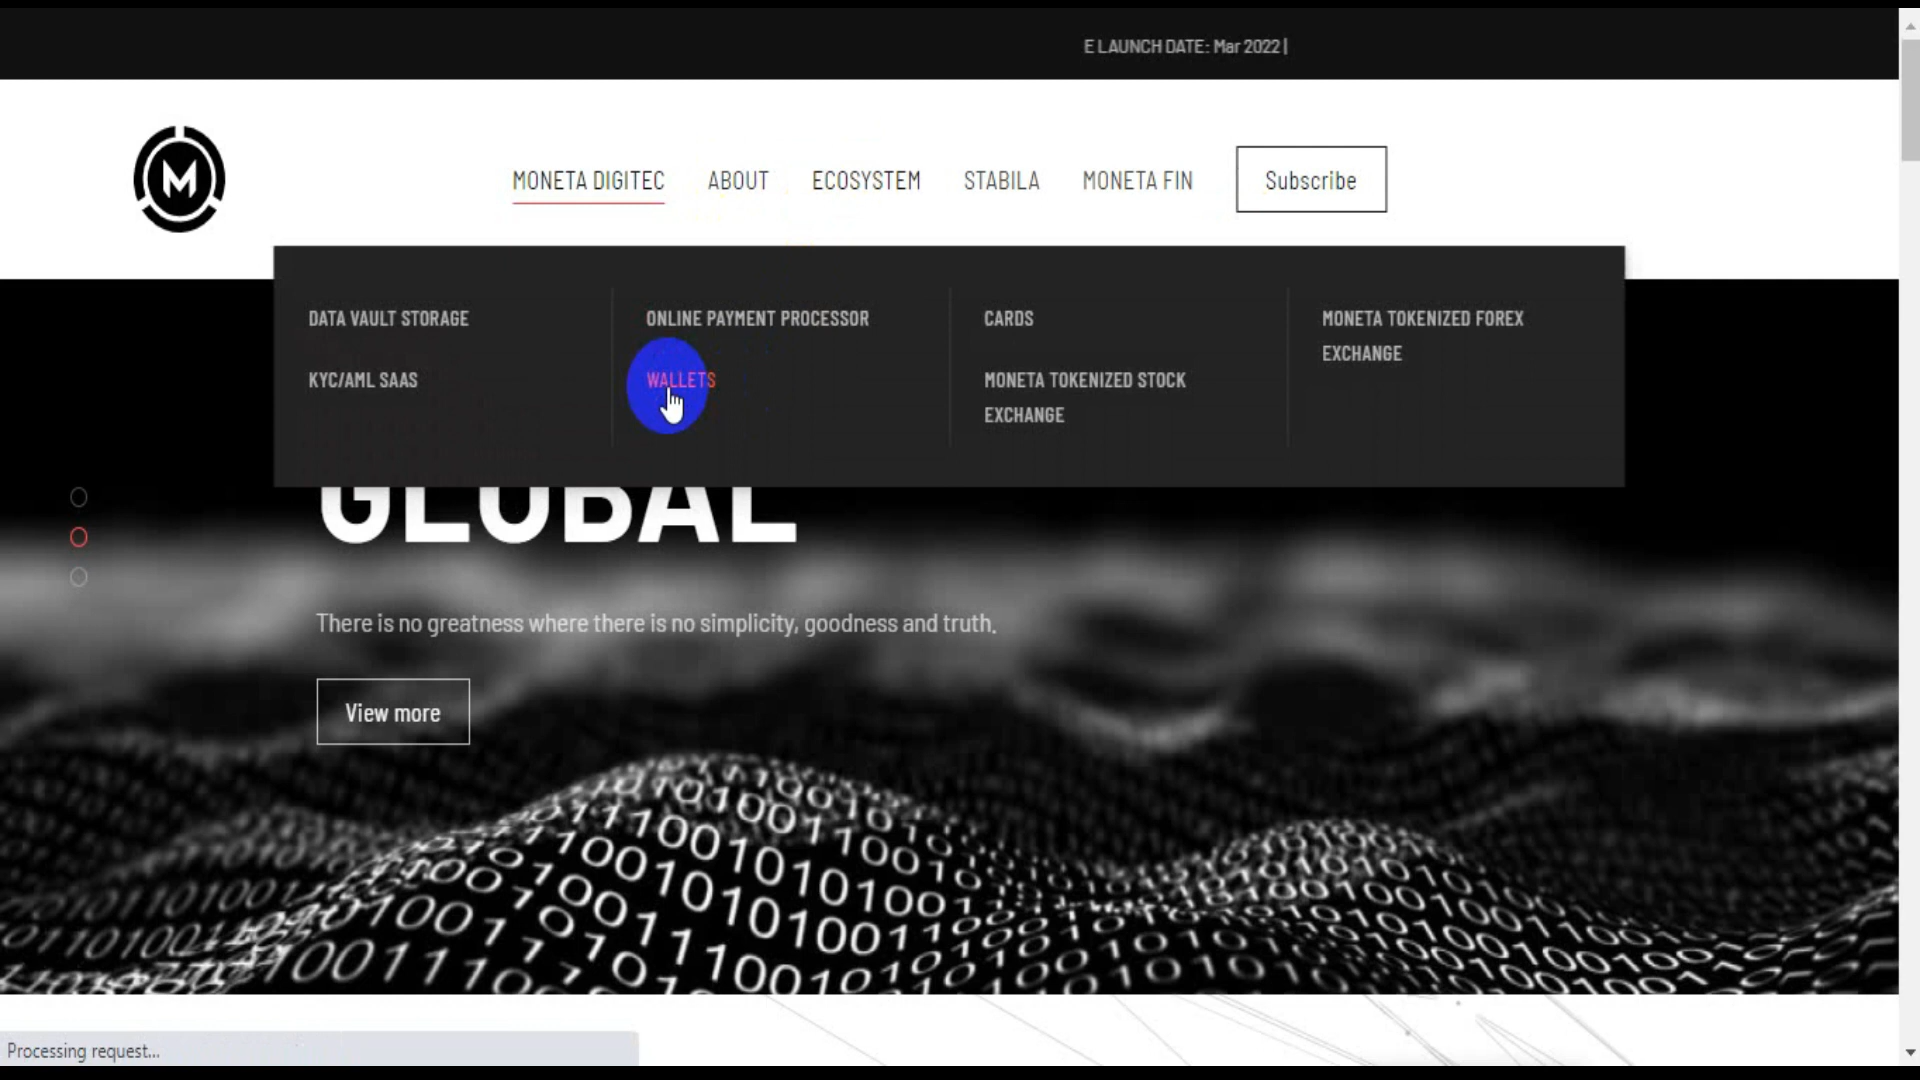 E LAUNCH DATE: Mar 2022 |
M
MONETA DIGITEC ABOUT ECOSYSTEM STABILA MONETA FIN Subscribe
DATA VAULT STORAGE
KYC/AML SAAS
ONLINE PAYMENT PROCESSOR
WALLETS
CARDS
MONETA TOKENIZED STOCK
EXCHANGE
MONETA TOKENIZED FOREX
EXCHANGE
GLOBAL
There is no greatness where there is no simplicity, goodness and truth.
View more
Processing request...